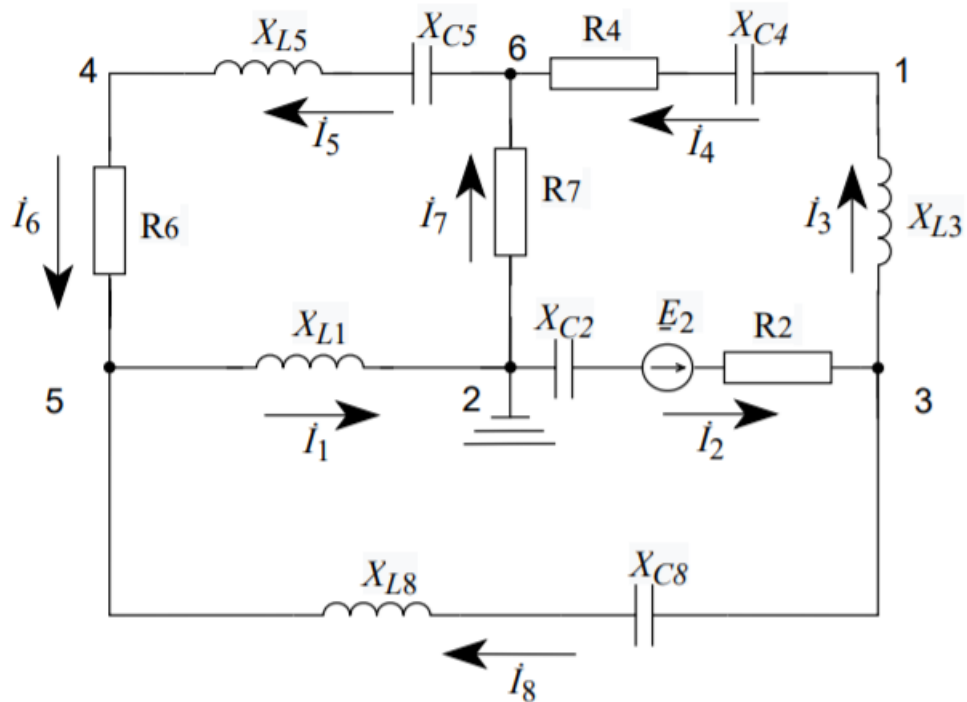 X_L5 X_C5 6 R4 X_C4
4 1
İ_5 İ_4
İ_6 R6 İ_7 R7 İ_3 X_L3
X_L1 X_C2 E_2 R2
5 2 3
İ_1 İ_2
X_L8 X_C8
İ_8